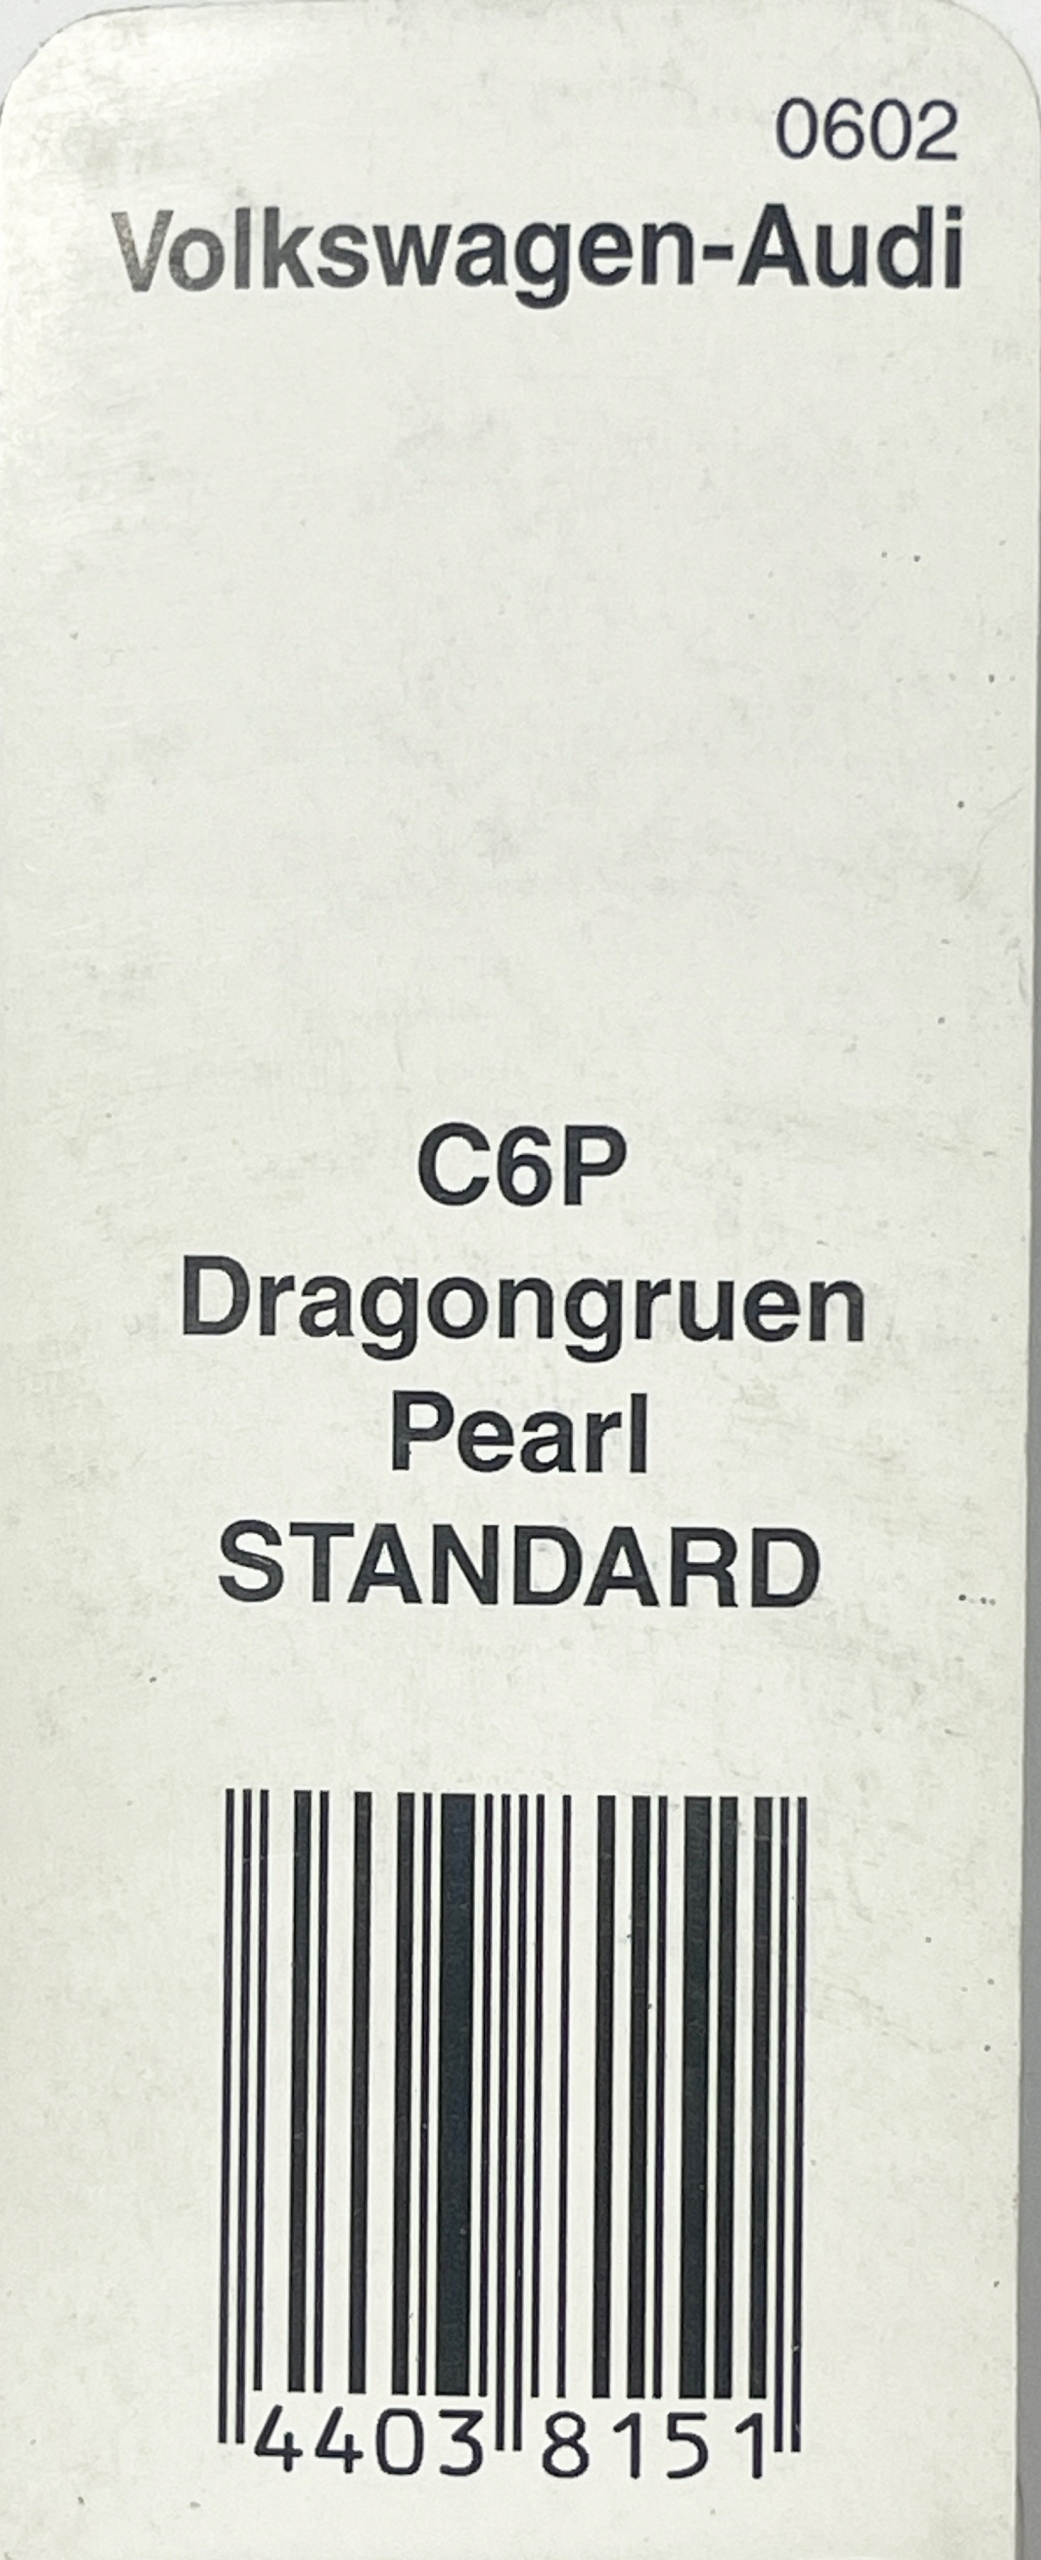 0602
Volkswagen-Audi
C6P
Dragongruen
Pearl
STANDARD
4403 8151